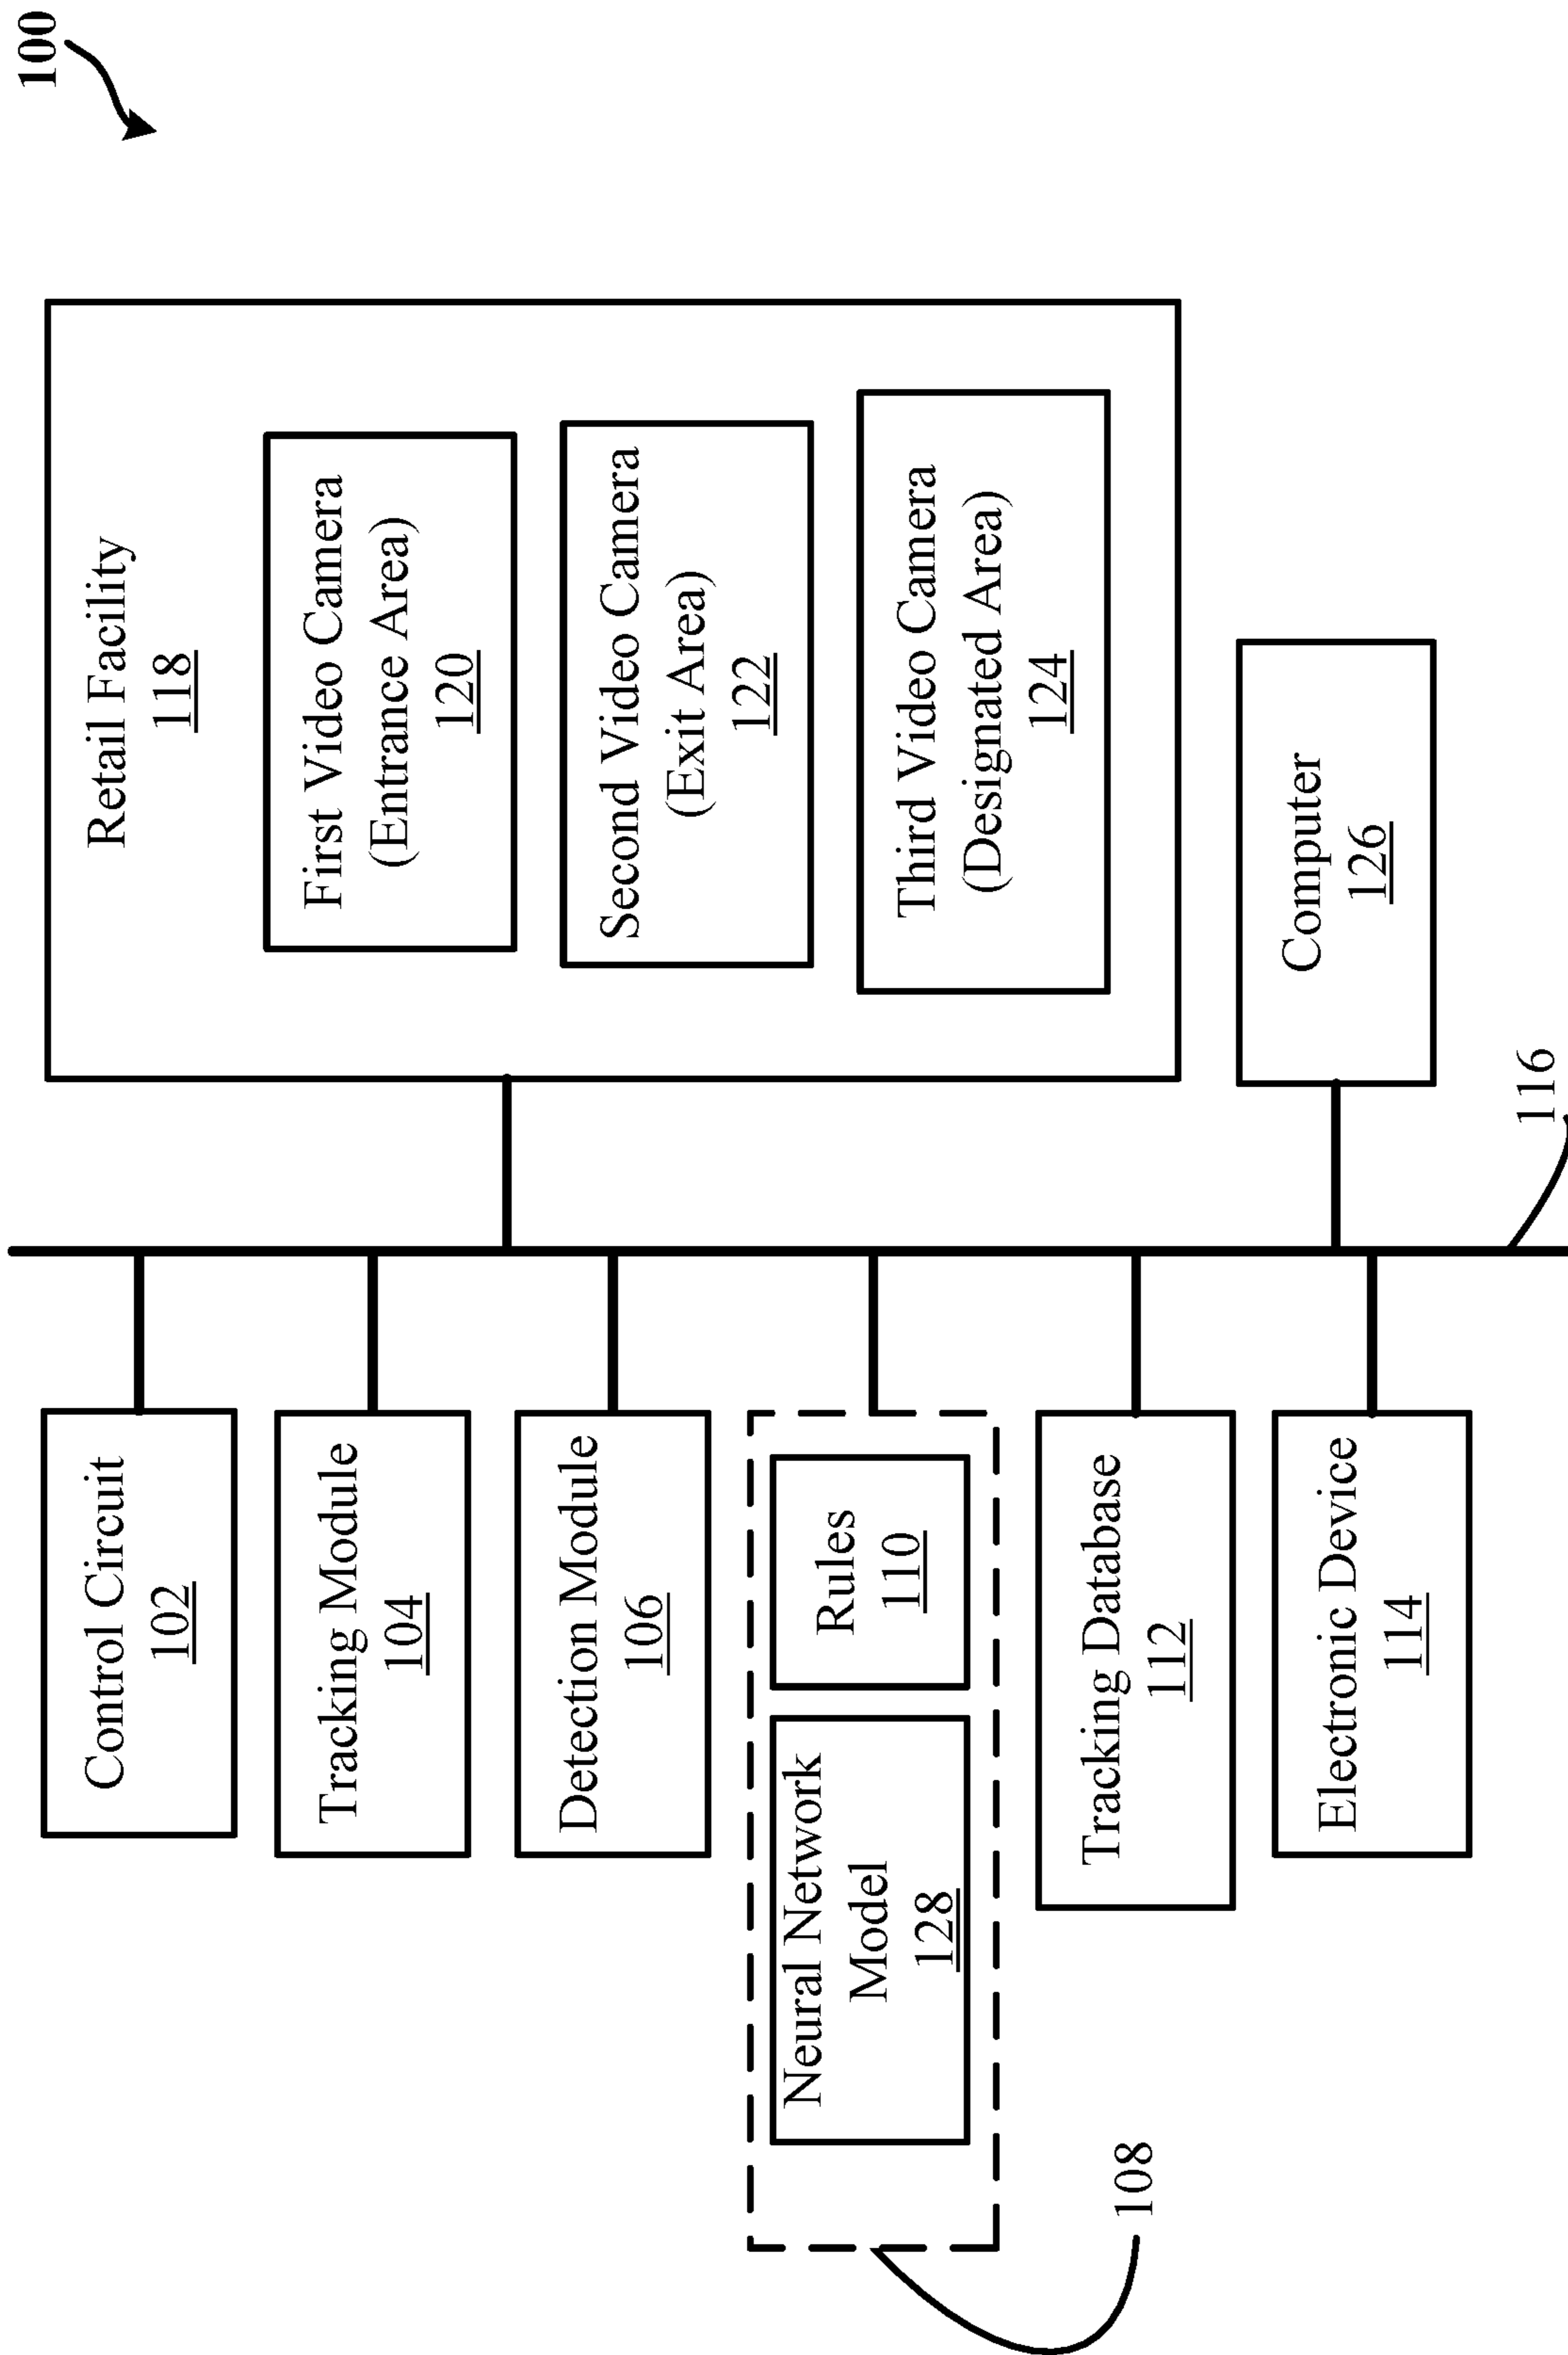 100
Retail Facility
118
First Video Camera
(Entrance Area)
120
Second Video Camera
(Exit Area)
122
Third Video Camera
(Designated Area)
124
Computer
126
116
Control Circuit
102
Tracking Module
104
Detection Module
106
Neural Network
Model
128
Rules
110
108
Tracking Database
112
Electronic Device
114